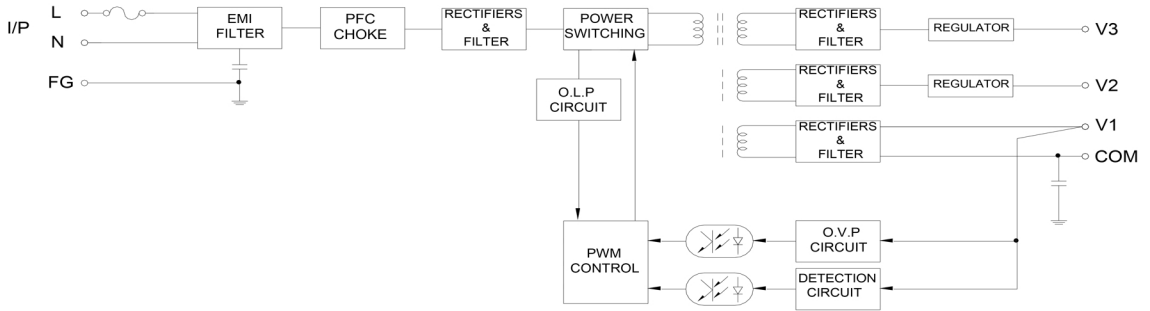 I/P
L
N
FG
EMI
FILTER
PFC
CHOKE
RECTIFIERS
&
FILTER
POWER
SWITCHING
O.L.P
CIRCUIT
RECTIFIERS
&
FILTER
REGULATOR
V3
RECTIFIERS
&
FILTER
REGULATOR
V2
RECTIFIERS
&
FILTER
V1
COM
PWM
CONTROL
O.V.P
CIRCUIT
DETECTION
CIRCUIT